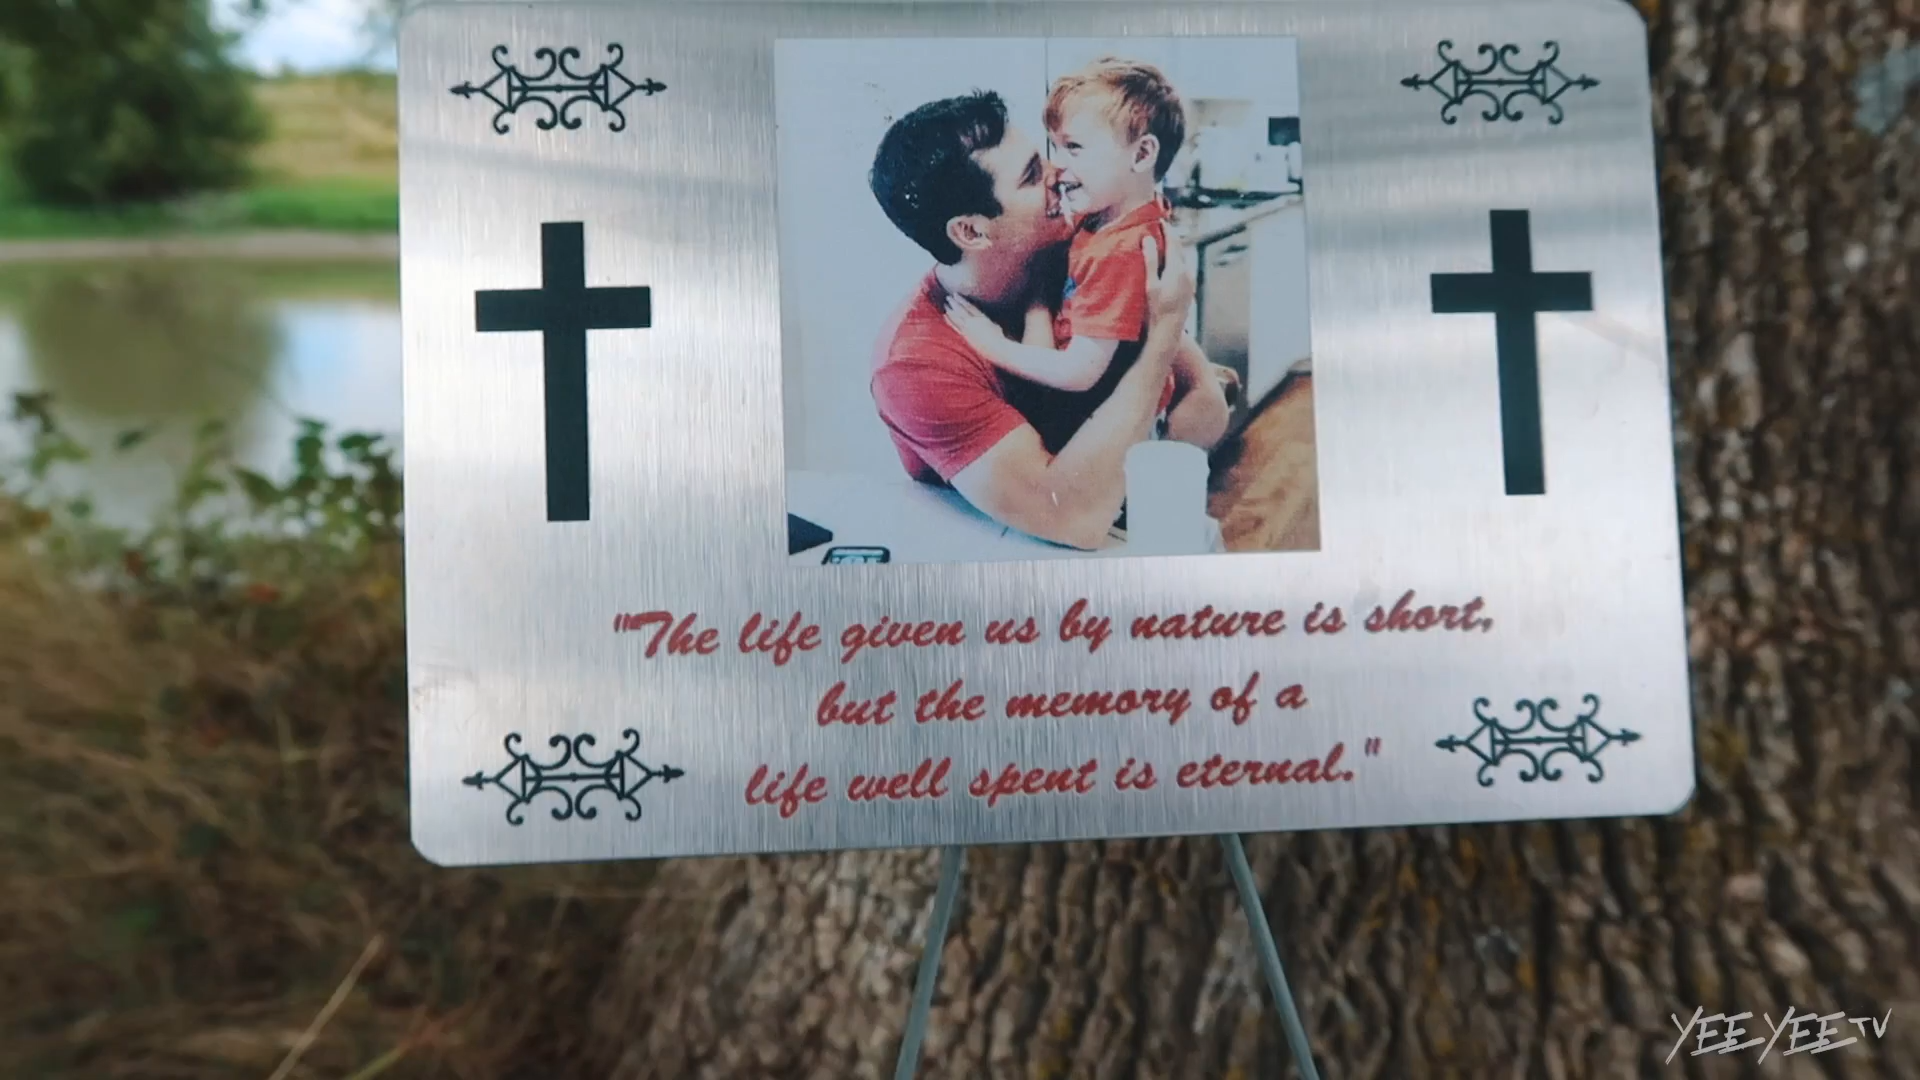 "The life given us by nature is short,
but the memory of a
life well spent is eternal."
YEE YEE TV